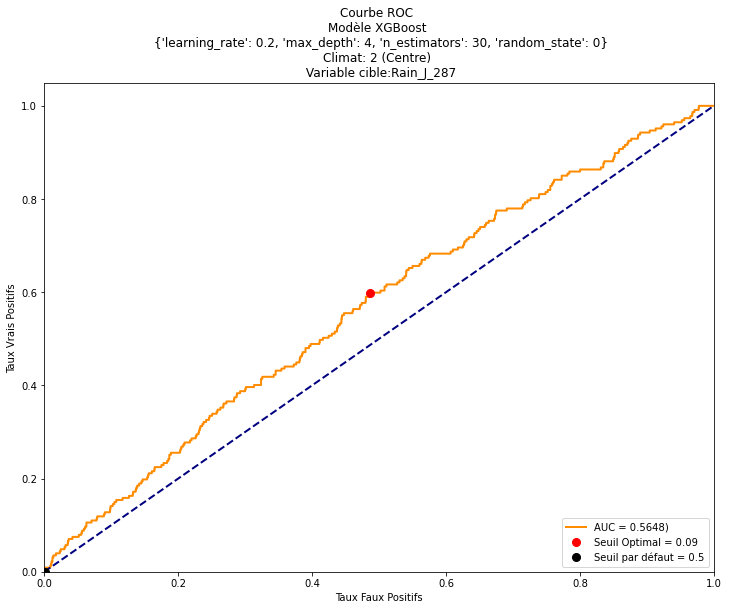 Courbe ROC
Modèle XGBoost
{'learning_rate': 0.2, 'max_depth': 4, 'n_estimators': 30, 'random_state': 0}
Climat: 2 (Centre)
Variable cible:Rain_J_287
1.0
0.8
0.6
0.4
0.2
0.0
Taux Vrais Positifs
AUC = 0.5648)
Seuil Optimal = 0.09
Seuil par défaut = 0.5
0.0 0.2 0.4 0.6 0.8 1.0
Taux Faux Positifs